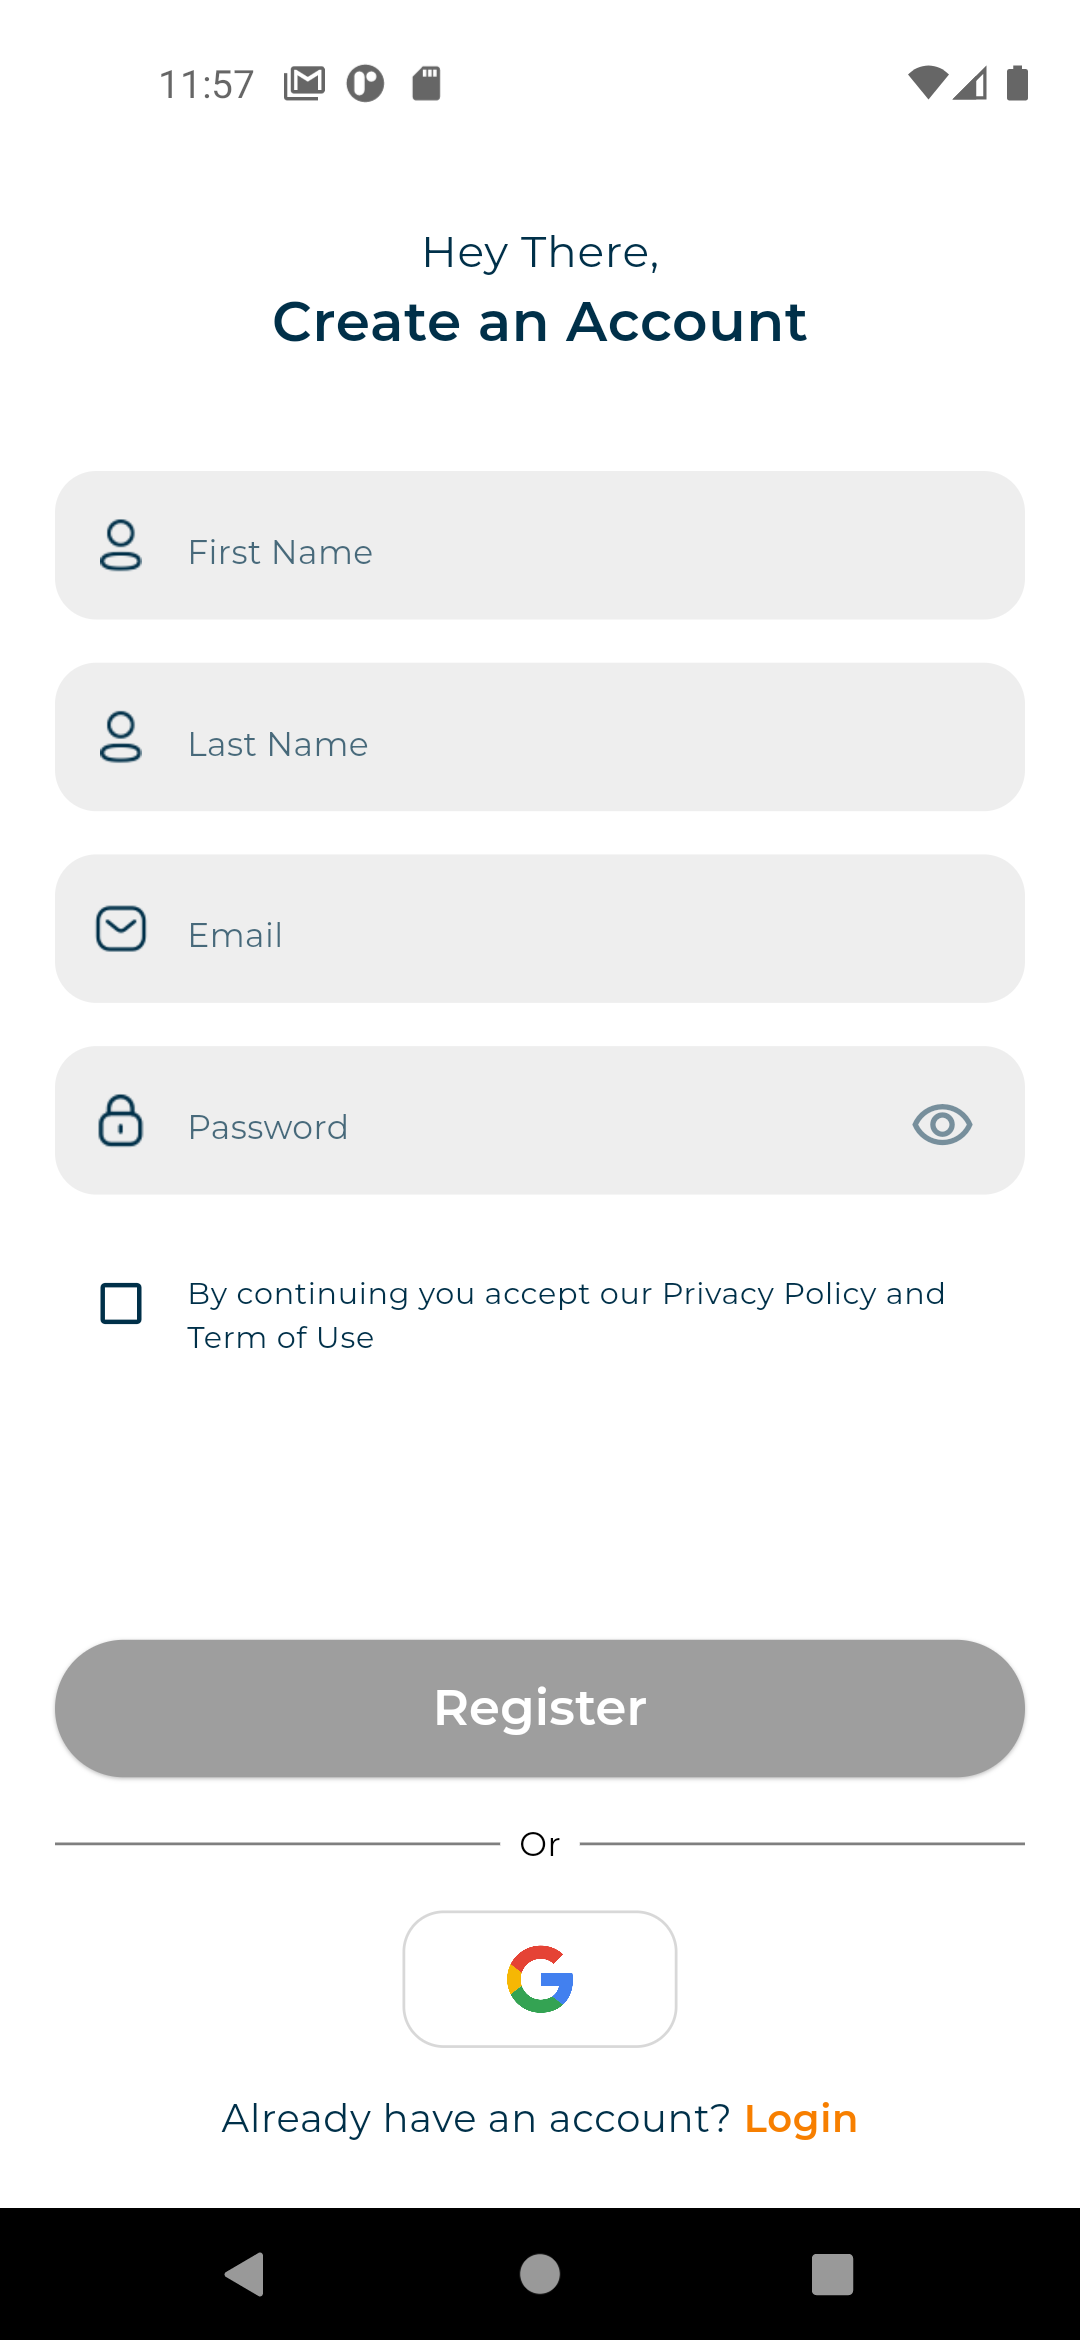 11:57
Hey There,
Create an Account
First Name
Last Name
Email
Password
By continuing you accept our Privacy Policy and
Term of Use
Register
Or
Already have an account? Login